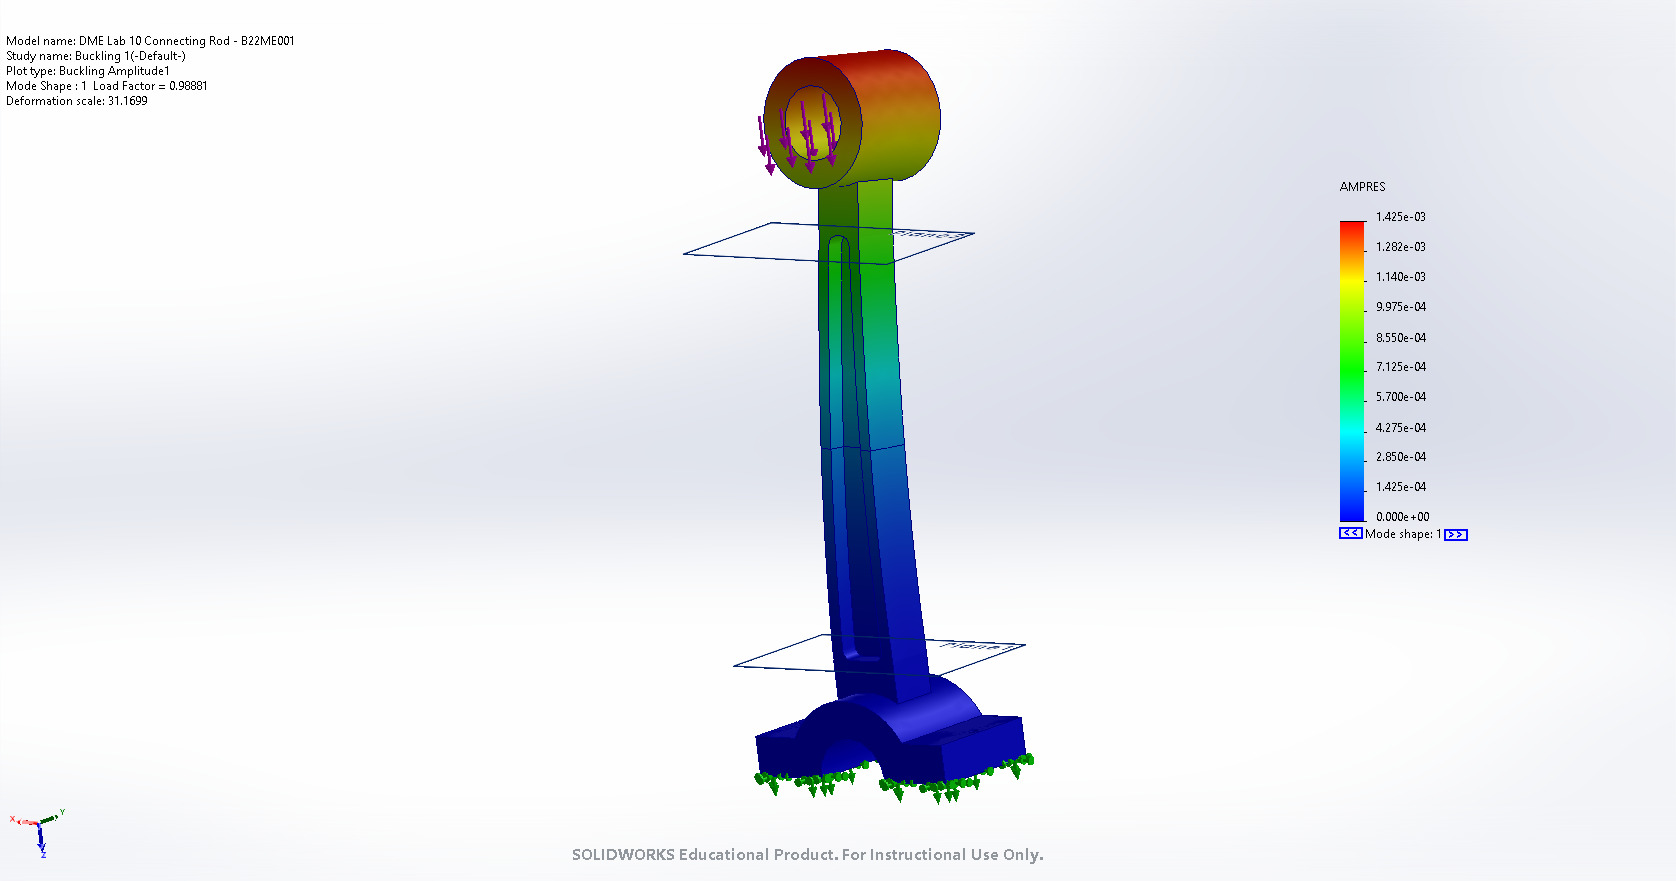 Model name: DME Lab 10 Connecting Rod - B22ME001
Study name: Buckling 1(-Default-)
Plot type: Buckling Amplitude1
Mode Shape : 1 Load Factor = 0.98881
Deformation scale: 31.1699
AMPRES
1.425e-03
1.282e-03
1.140e-03
9.975e-04
8.550e-04
7.125e-04
5.700e-04
4.275e-04
2.850e-04
1.425e-04
0.000e+00
<< Mode shape: 1 >>
Plane1
X
Y
Z
SOLIDWORKS Educational Product. For Instructional Use Only.